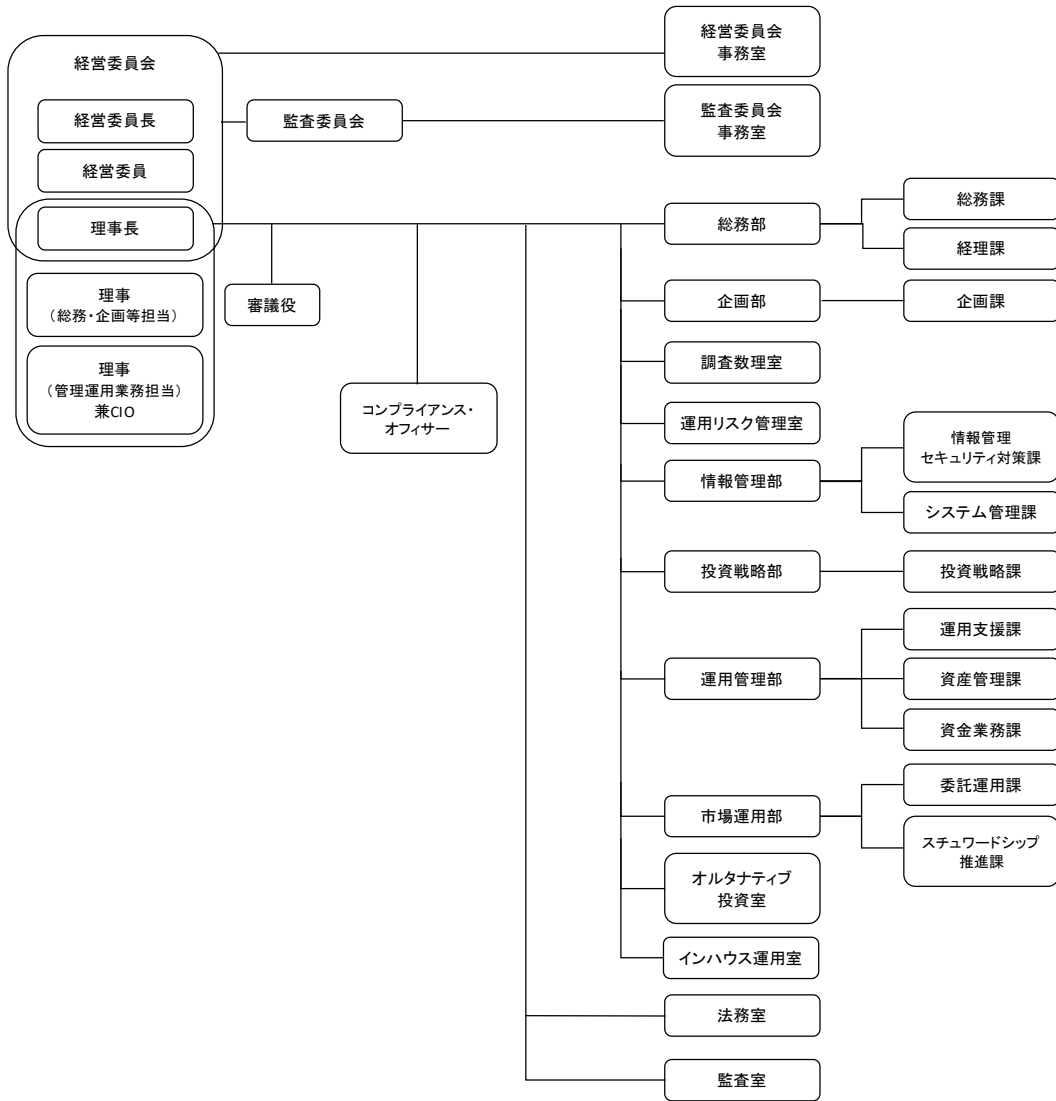 経営委員会
経営委員長
経営委員
理事長
理事
（総務・企画等担当）
理事
（管理運用業務担当）
兼CIO
監査委員会
審議役
コンプライアンス・
オフィサー
経営委員会
事務室
監査委員会
事務室
総務部
総務課
経理課
企画部
企画課
調査数理室
運用リスク管理室
情報管理部
情報管理
セキュリティ対策課
システム管理課
投資戦略部
投資戦略課
運用管理部
運用支援課
資産管理課
資金業務課
市場運用部
委託運用課
スチュワードシップ
推進課
オルタナティブ
投資室
インハウス運用室
法務室
監査室